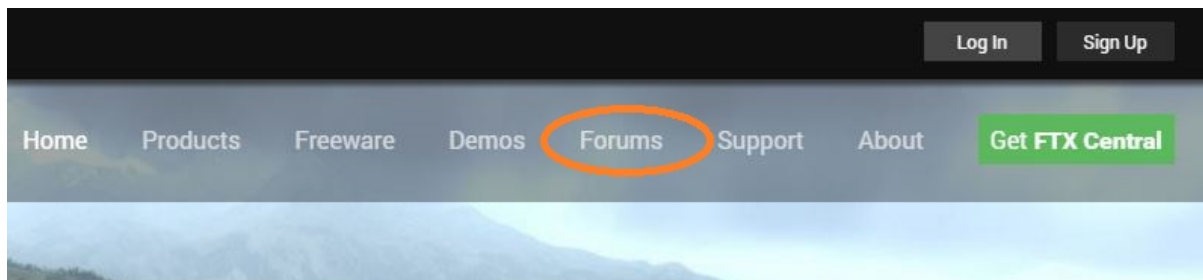 Log In Sign Up
Home Products Freeware Demos Forums Support About Get FTX Central